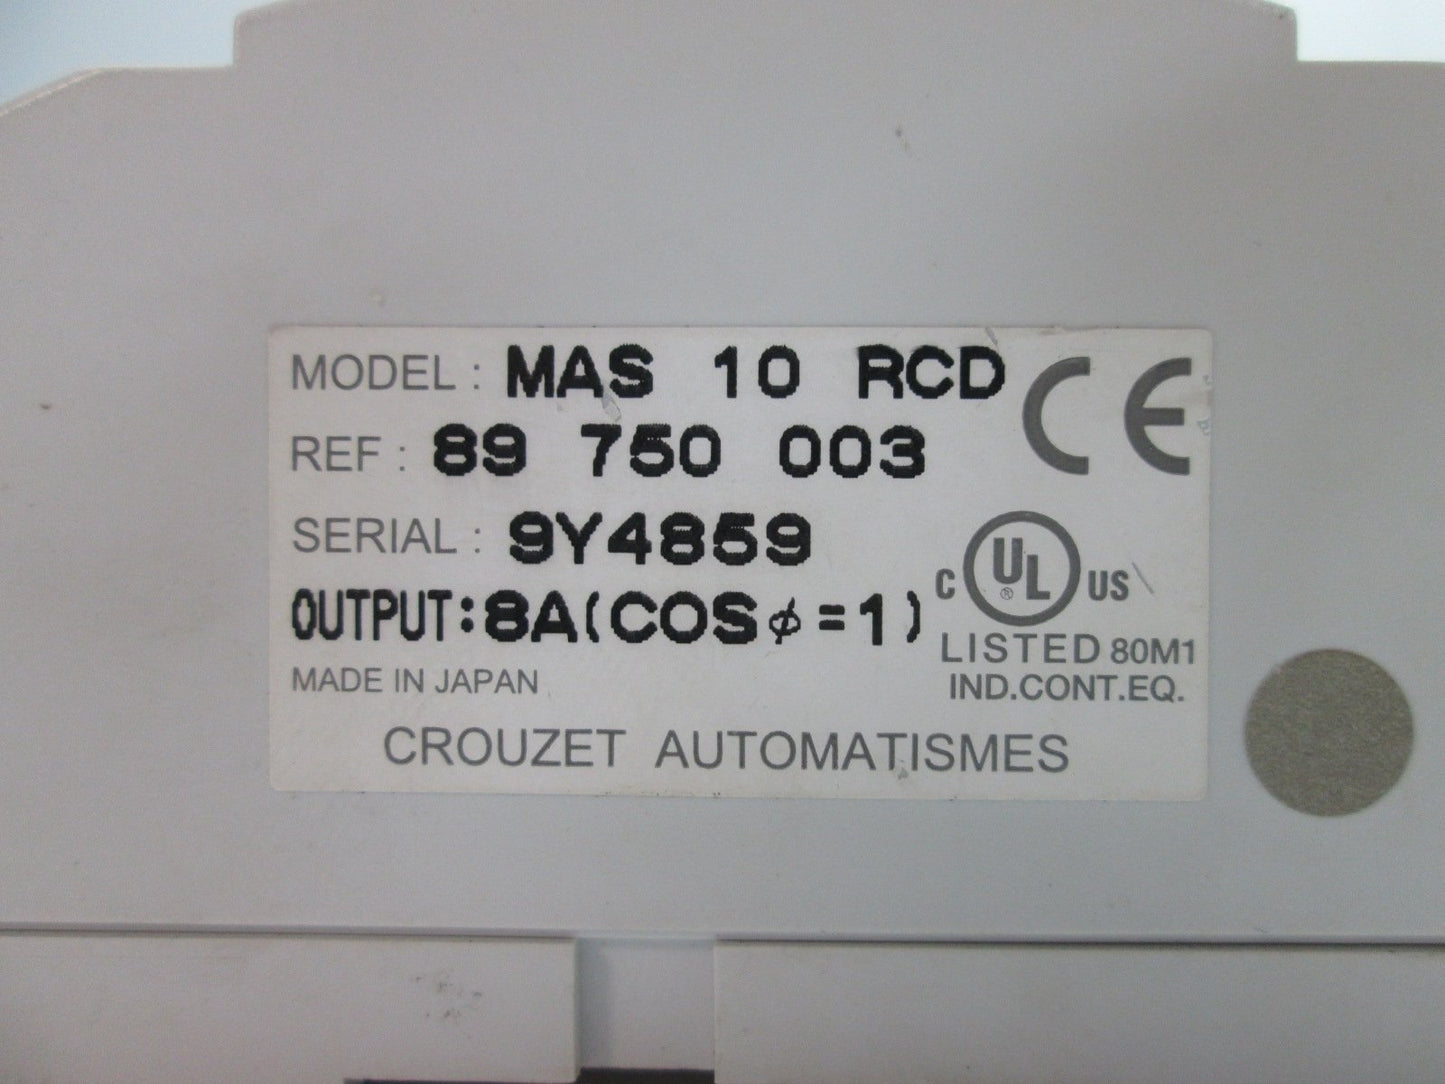 MODEL : MAS 10 RCD
CE
REF : 89 750 003
SERIAL : 9Y4859
OUTPUT:8A(COSϕ=1)
C UL® US
LISTED 80M1
IND.CONT.EQ.
MADE IN JAPAN
CROUZET AUTOMATISMES